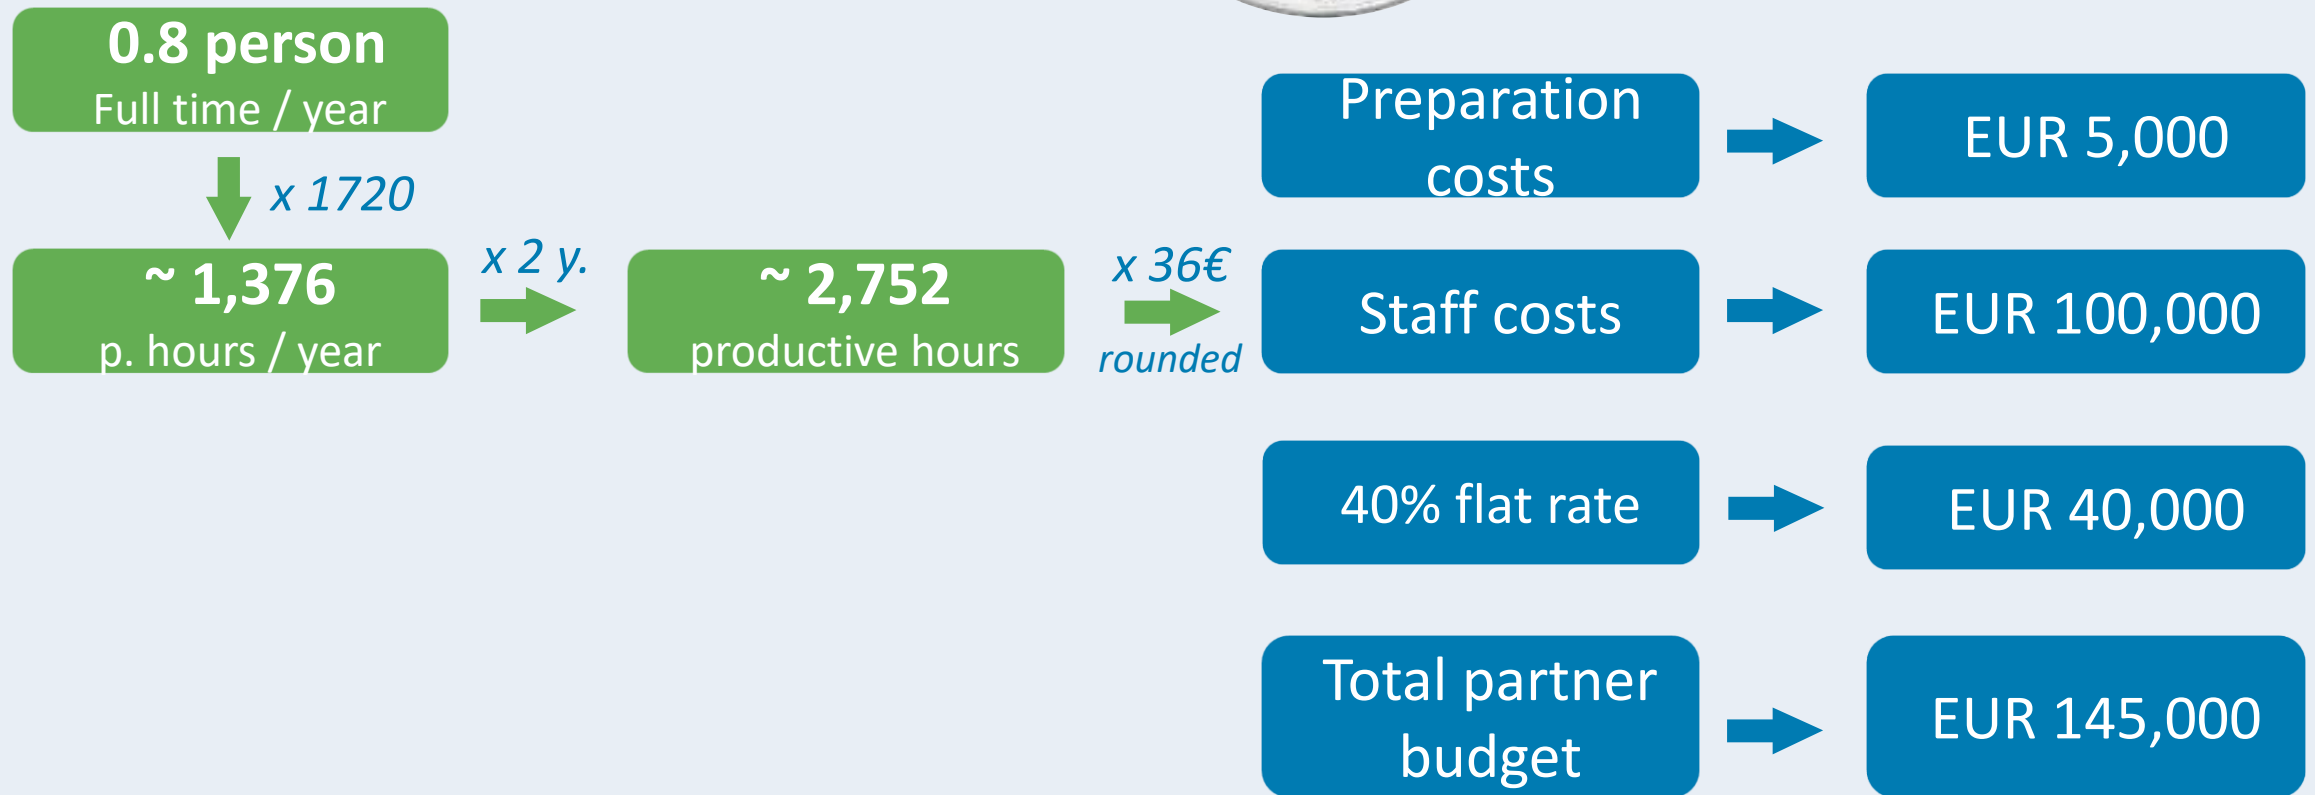 0.8 person
Full time / year
x 1720
~ 1,376
p. hours / year
x 2 y.
~ 2,752
productive hours
x 36€
rounded
Preparation
costs
EUR 5,000
Staff costs
EUR 100,000
40% flat rate
EUR 40,000
Total partner
budget
EUR 145,000